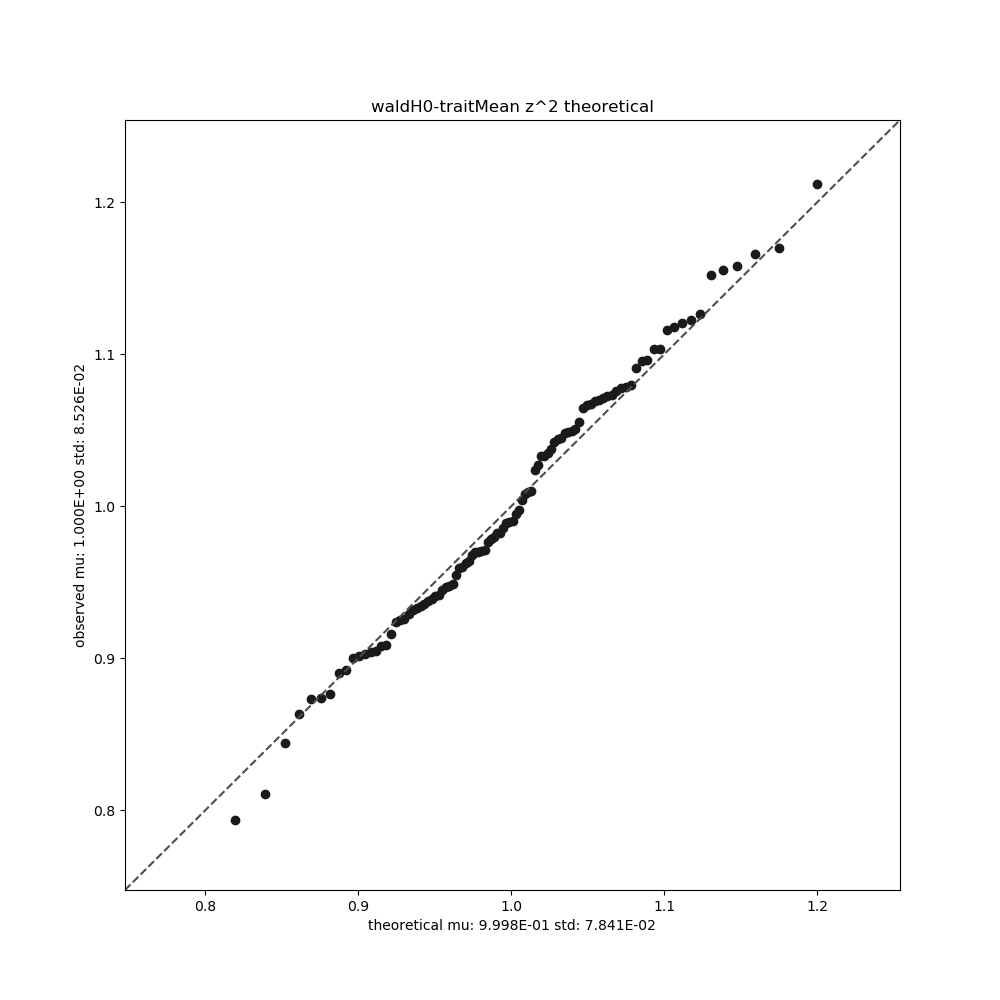 waldH0-traitMean z^2 theoretical
observed mu: 1.000E+00 std: 8.526E-02
1.2
1.1
1.0
0.9
0.8
0.8 0.9 1.0 1.1 1.2
theoretical mu: 9.998E-01 std: 7.841E-02